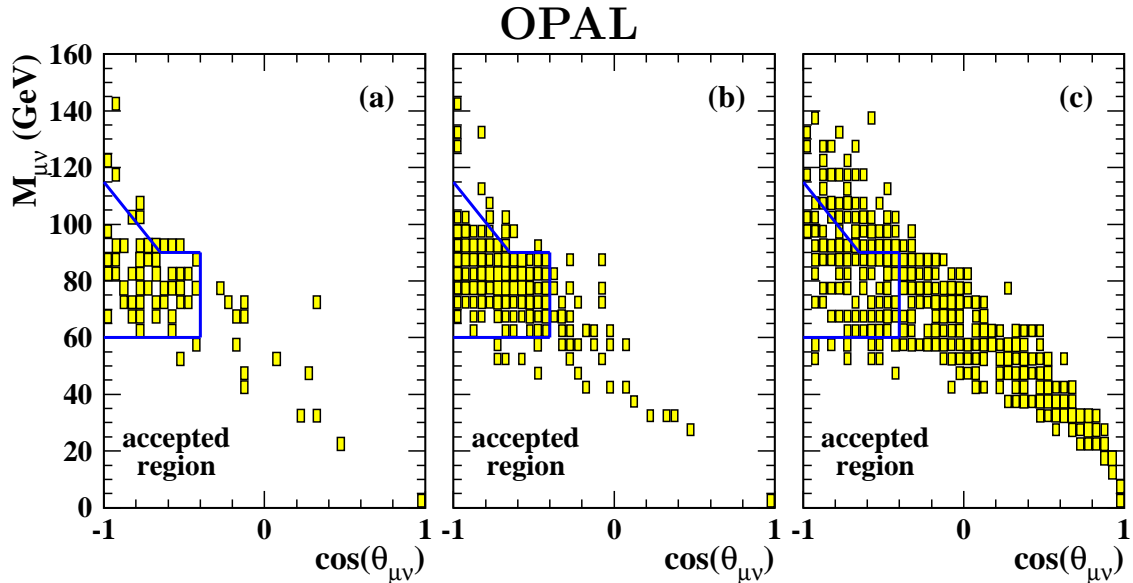 OPAL
M_μν (GeV)
160
140
120
100
80
60
40
20
0
(a)
accepted
region
-1
0
1
cos(θ_μν)
(b)
accepted
region
-1
0
1
cos(θ_μν)
(c)
accepted
region
-1
0
1
cos(θ_μν)